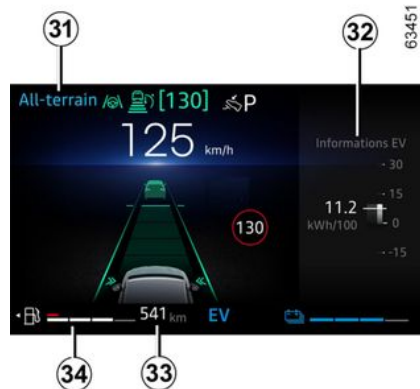 31
32
63451
All-terrain [130] P
125 km/h
Informations EV
30
15
11.2
kWh/100
0
-15
130
541 km EV
34
33